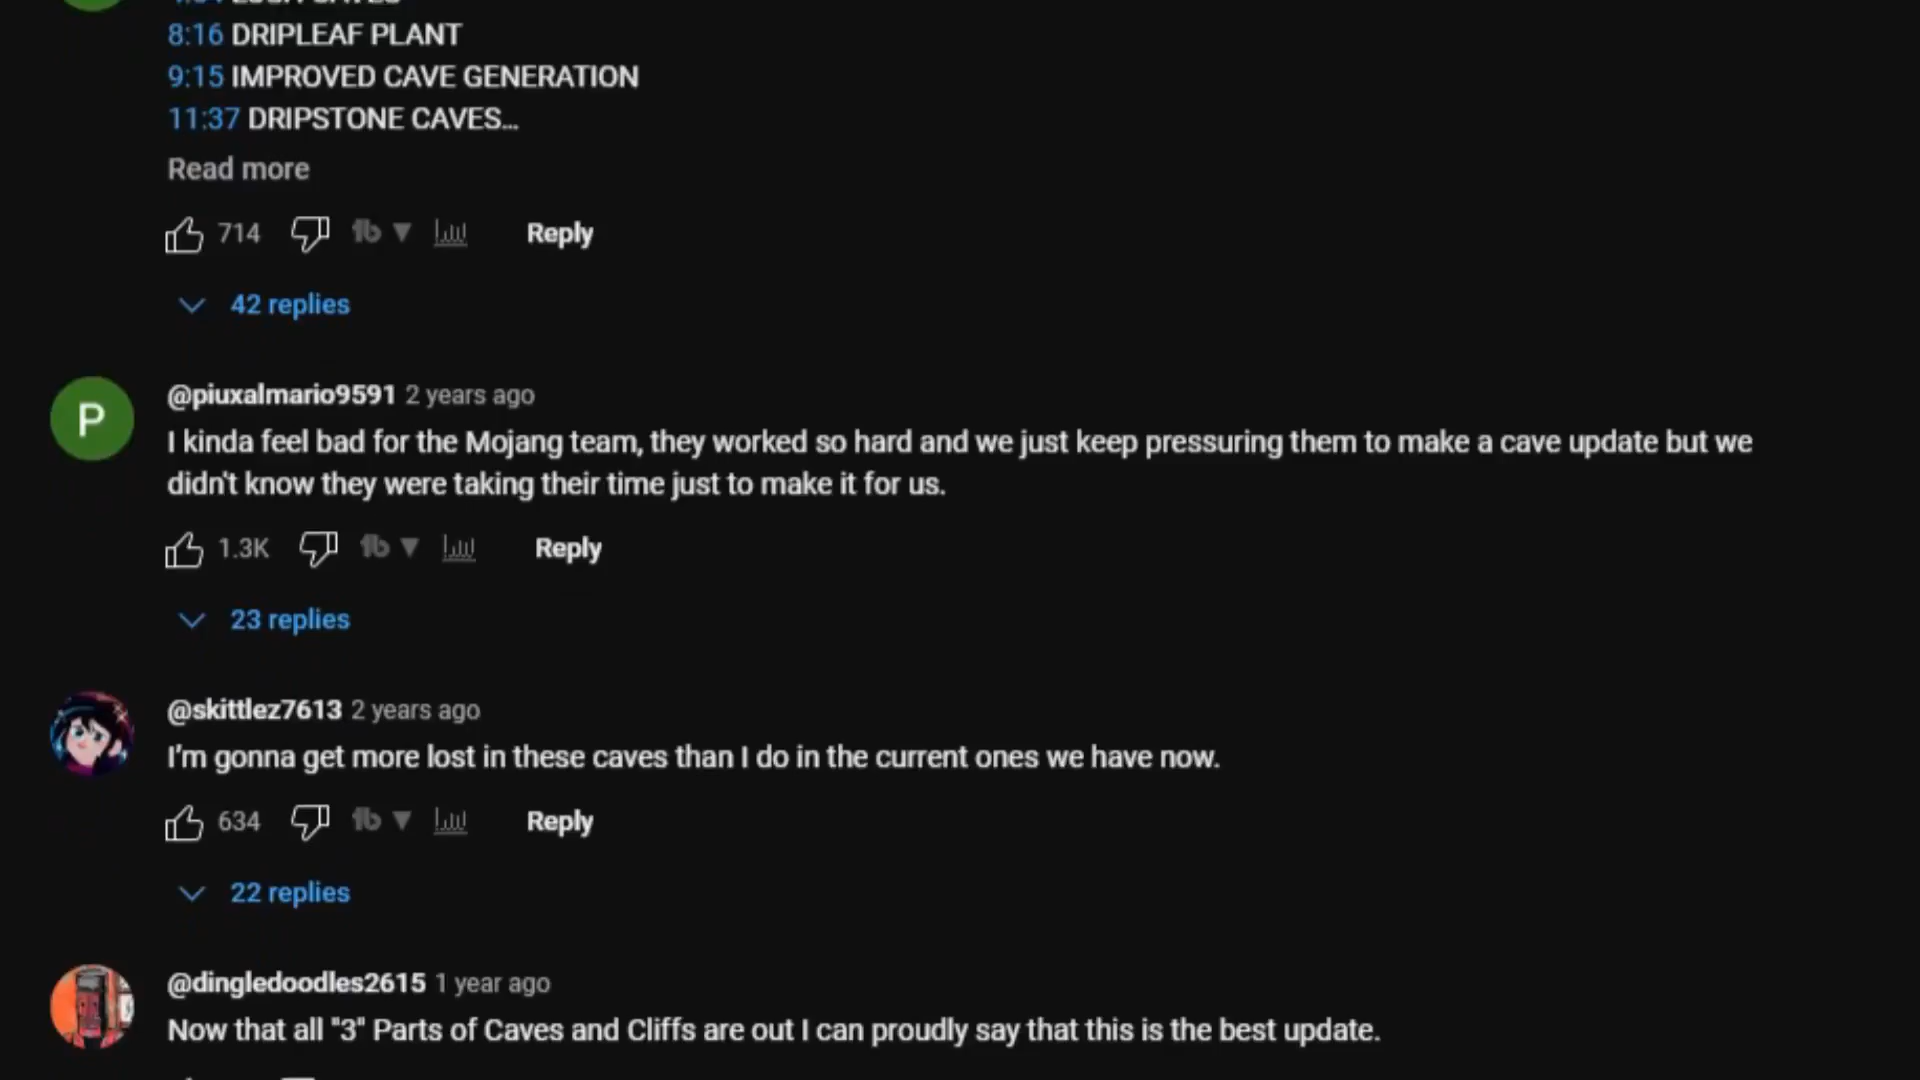 8:16 DRIPLEAF PLANT
9:15 IMPROVED CAVE GENERATION
11:37 DRIPSTONE CAVES...
Read more
714 Reply
42 replies
P
@piuxalmario9591 2 years ago
I kinda feel bad for the Mojang team, they worked so hard and we just keep pressuring them to make a cave update but we
didn't know they were taking their time just to make it for us.
1.3K Reply
23 replies
@skittlez7613 2 years ago
I'm gonna get more lost in these caves than I do in the current ones we have now.
634 Reply
22 replies
@dingledoodles2615 1 year ago
Now that all "3" Parts of Caves and Cliffs are out I can proudly say that this is the best update.